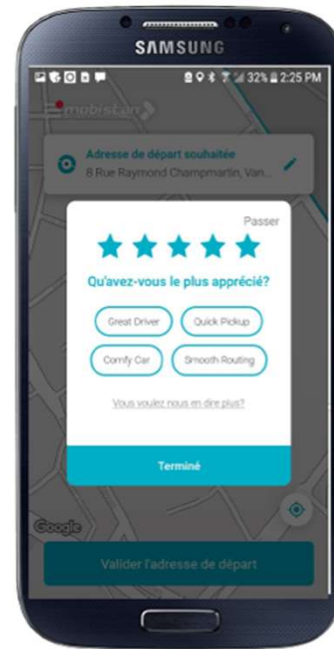 SAMSUNG
32% 2:25 PM
mobistan
Adresse de départ souhaitée
8 Rue Raymond Champmartin, Van...
Passer
Qu'avez-vous le plus apprécié?
Great Driver
Quick Pickup
Comfy Car
Smooth Routing
Vous voulez nous en dire plus?
Terminé
Google
Valider l'adresse de départ